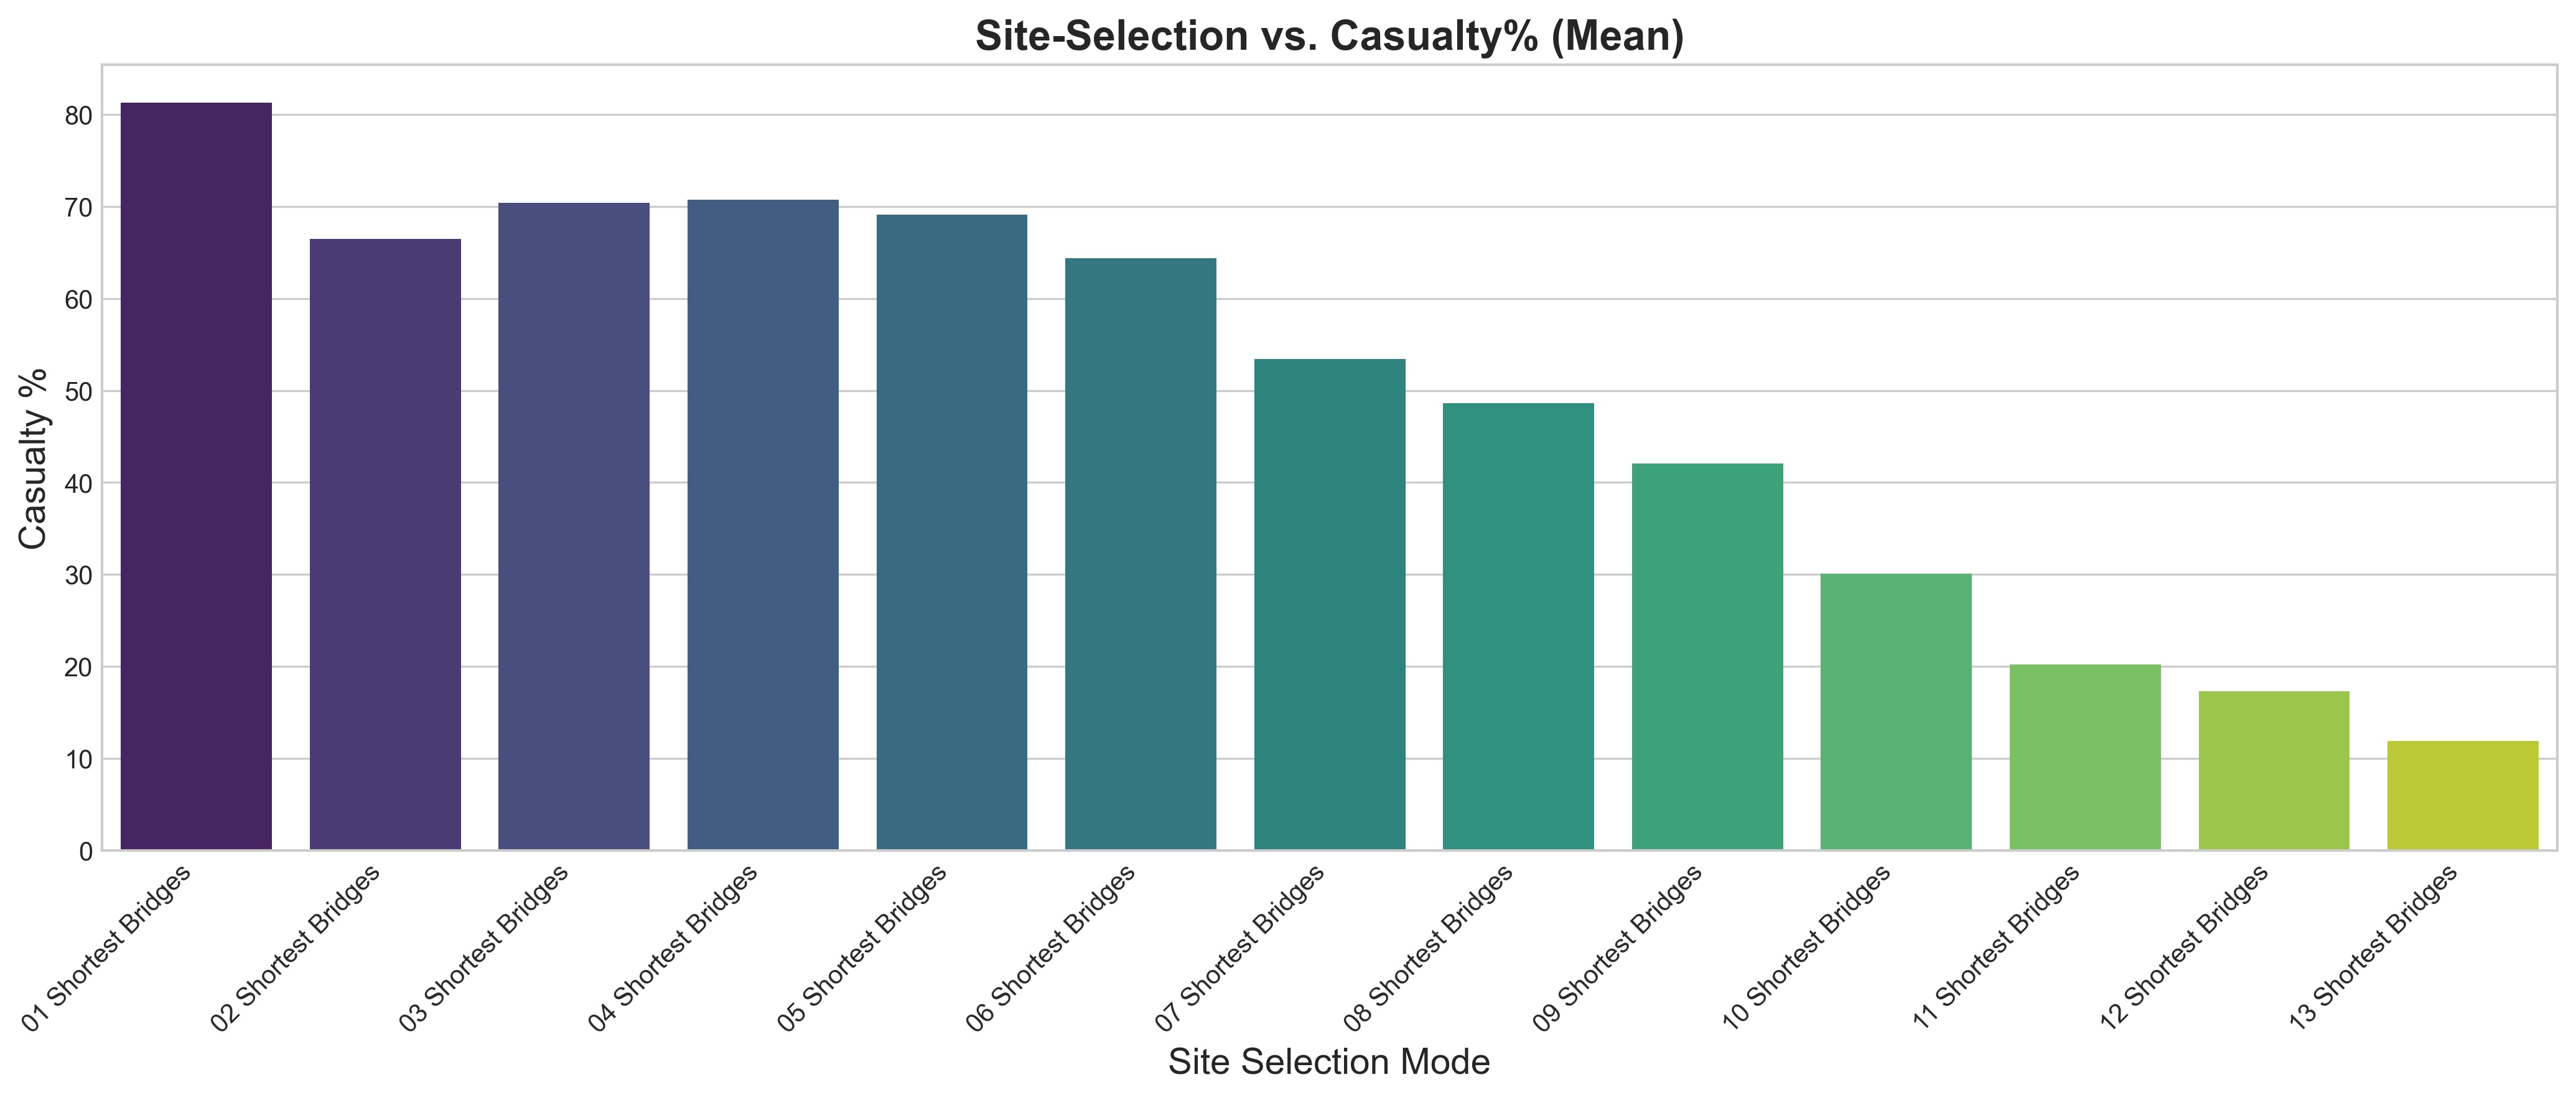 Site-Selection vs. Casualty% (Mean)
Casualty %
80
70
60
50
40
30
20
10
0
01 Shortest Bridges
02 Shortest Bridges
03 Shortest Bridges
04 Shortest Bridges
05 Shortest Bridges
06 Shortest Bridges
07 Shortest Bridges
08 Shortest Bridges
09 Shortest Bridges
10 Shortest Bridges
11 Shortest Bridges
12 Shortest Bridges
13 Shortest Bridges
Site Selection Mode